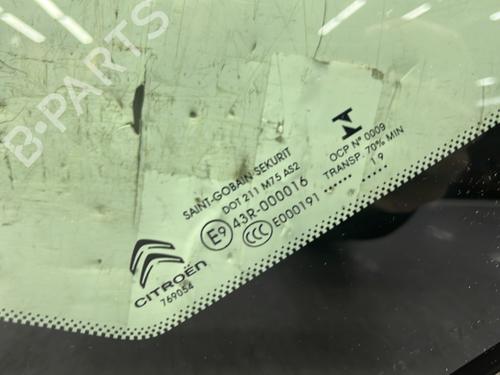 B-PARTS
SAINT-GOBAIN SEKURIT
DOT 211 M75 AS2
E9 43R-000016
CCC E000191
CITROËN
769054
OCP N° 0009
TRANSP. 70% MIN
19